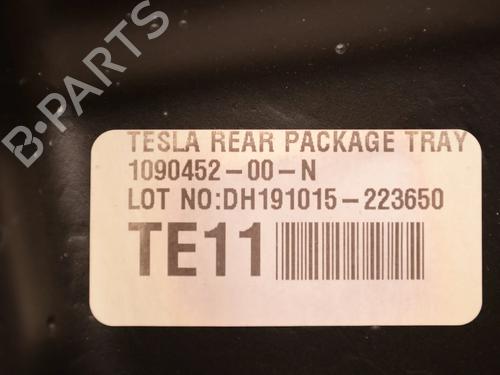 B-PARTS
TESLA REAR PACKAGE TRAY
1090452-00-N
LOT NO:DH191015-223650
TE11